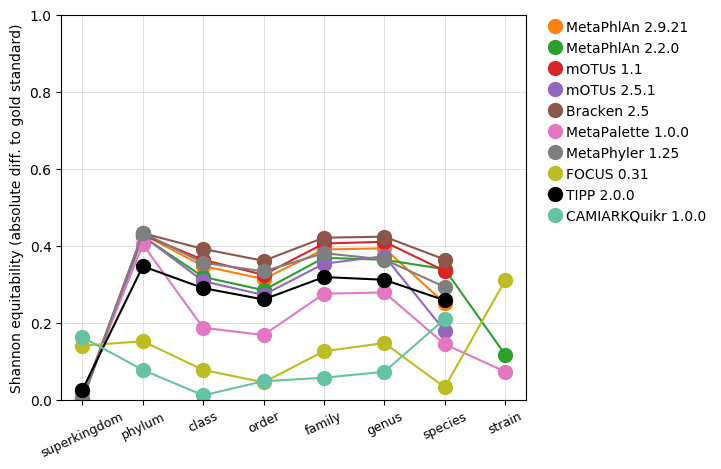 Shannon equitability (absolute diff. to gold standard)
1.0
0.8
0.6
0.4
0.2
0.0
superkingdom
phylum
class
order
family
genus
species
strain
MetaPhlAn 2.9.21
MetaPhlAn 2.2.0
mOTUs 1.1
mOTUs 2.5.1
Bracken 2.5
MetaPalette 1.0.0
MetaPhyler 1.25
FOCUS 0.31
TIPP 2.0.0
CAMIARKQuikr 1.0.0